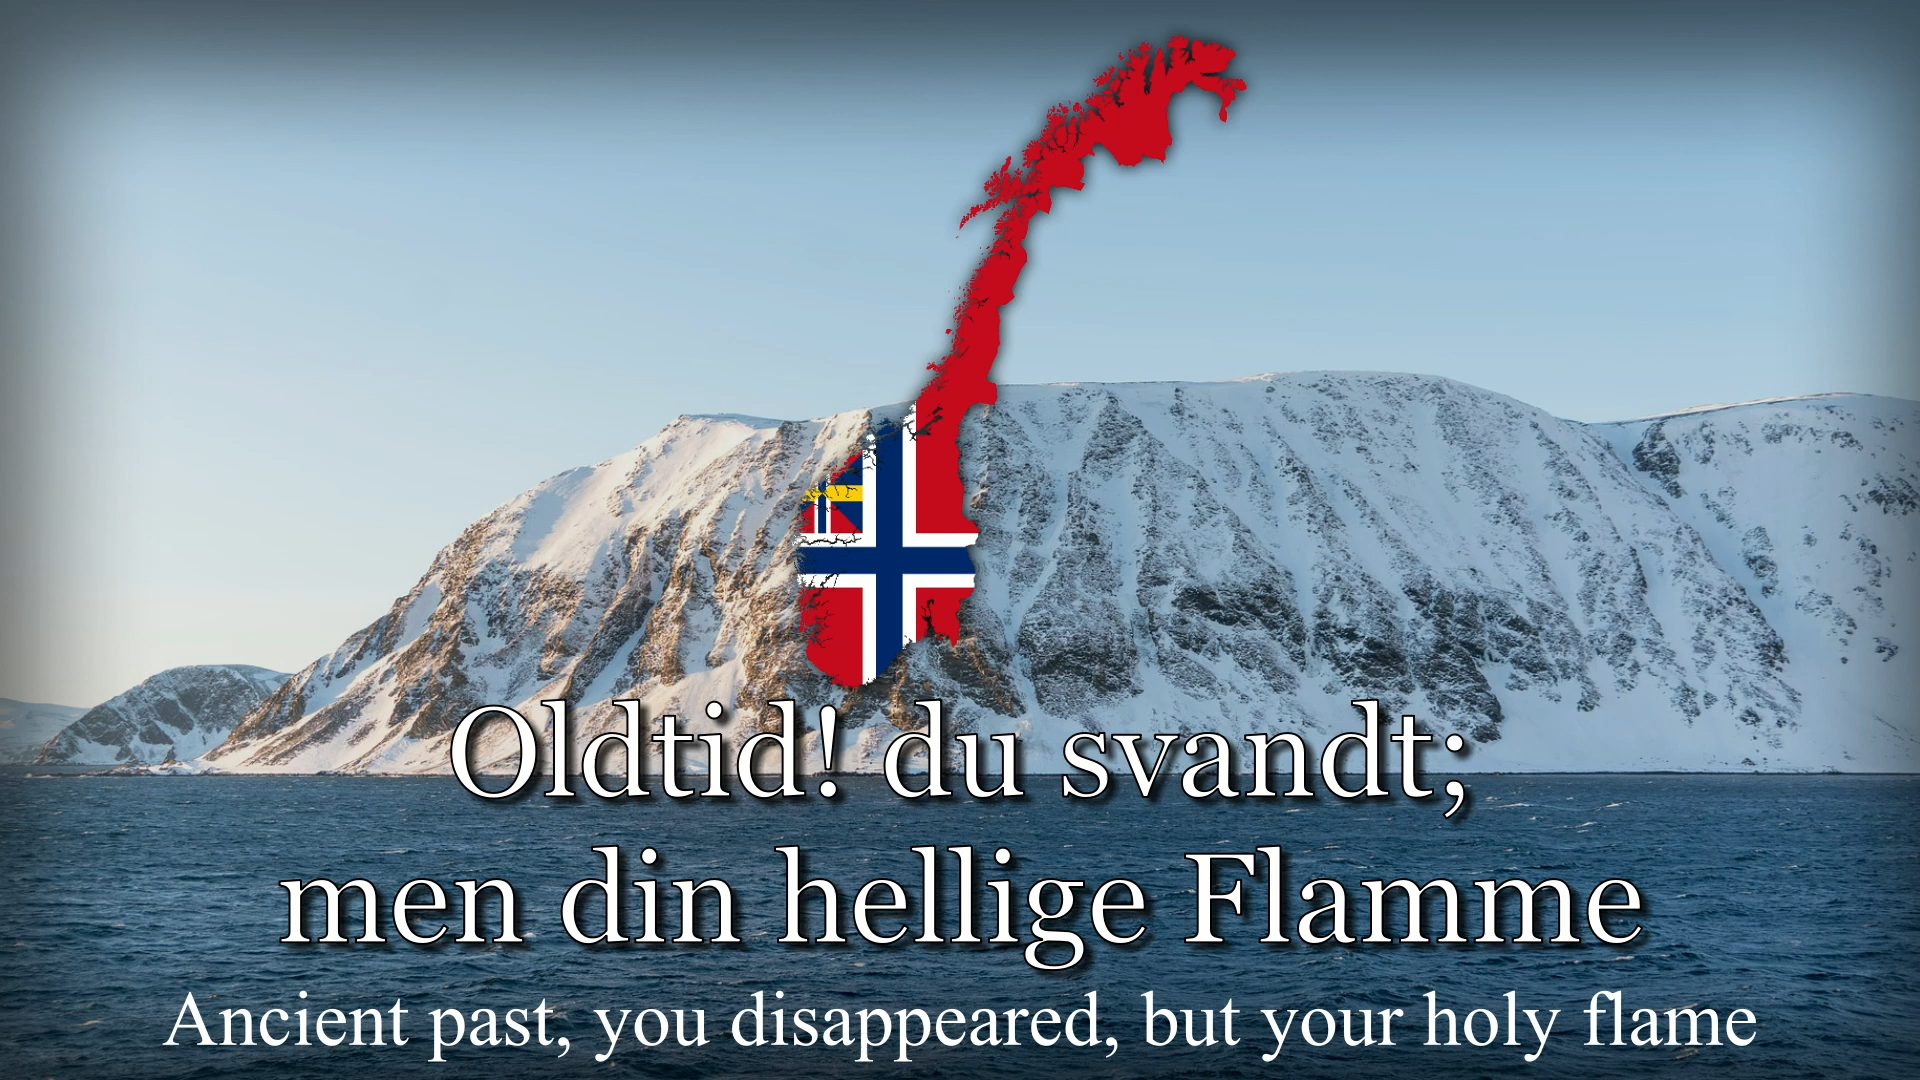 Oldtid! du svandt;
men din hellige Flamme
Ancient past, you disappeared, but your holy flame